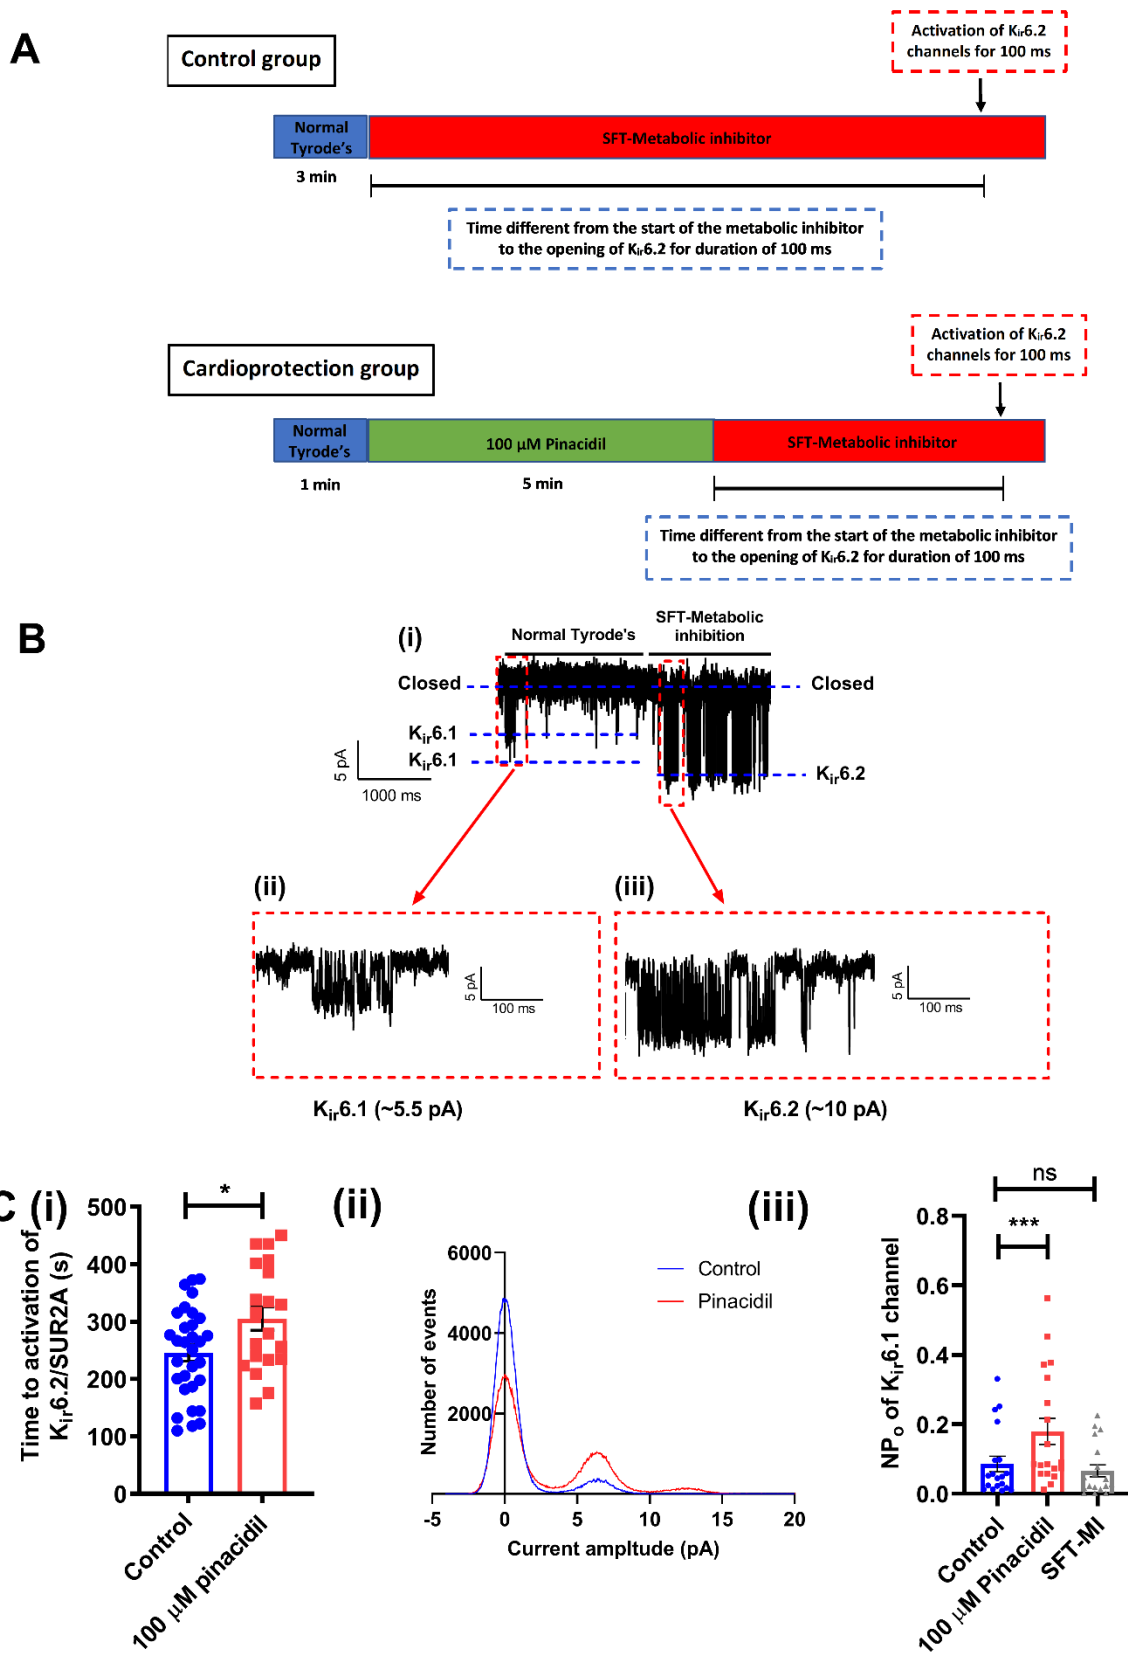 A
Control group
Activation of Kir6.2
channels for 100 ms
Normal
Tyrode's
SFT-Metabolic inhibitor
3 min
Time different from the start of the metabolic inhibitor
to the opening of Kir6.2 for duration of 100 ms
Activation of Kir6.2
channels for 100 ms
Cardioprotection group
Normal
Tyrode's
100 µM Pinacidil
SFT-Metabolic inhibitor
1 min
5 min
Time different from the start of the metabolic inhibitor
to the opening of Kir6.2 for duration of 100 ms
B
(i)
Normal Tyrode's
SFT-Metabolic
inhibition
Closed
Closed
Kir6.1
Kir6.1
Kir6.2
5 pA
1000 ms
(ii)
(iii)
5 pA
100 ms
5 pA
100 ms
Kir6.1 (~5.5 pA)
Kir6.2 (~10 pA)
C (i)
Time to activation of
Kir6.2/SUR2A (s)
500
400
300
200
100
0
*
Control
100 µM pinacidil
(ii)
Number of events
6000
4000
2000
-5
0
5
10
15
20
Current ampltude (pA)
Control
Pinacidil
(iii)
NPo of Kir6.1 channel
0.8
0.6
0.4
0.2
0.0
ns
***
Control
100 µM Pinacidil
SFT-MI